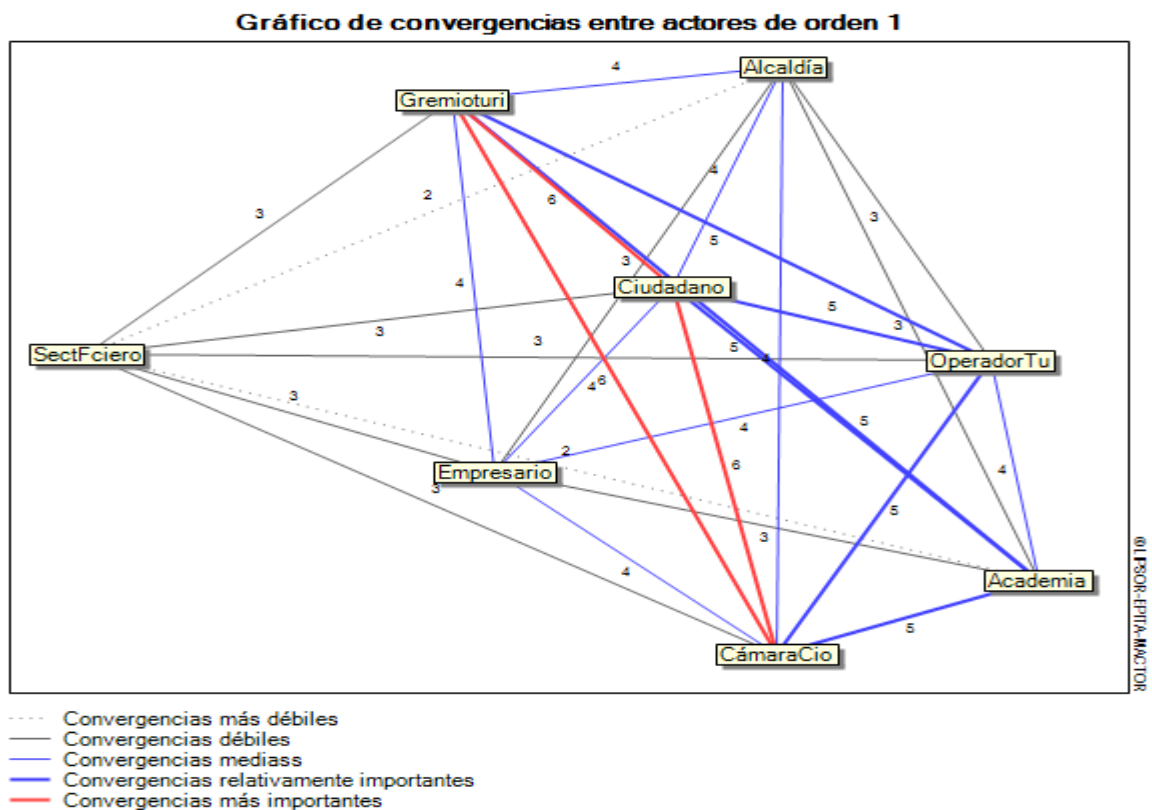 Gráfico de convergencias entre actores de orden 1
Alcaldía
4
Gremioturi
4
2
6
3
3
5
3
Ciudadano
4
5
3
3
3
5
4
SectFciero
OperadorTu
4
6
3
5
4
2
6
4
Empresario
3
5
3
4
Academia
5
CámaraCio
©LIPSOR-EPITA-MACTOR
Convergencias más débiles
Convergencias débiles
Convergencias mediass
Convergencias relativamente importantes
Convergencias más importantes